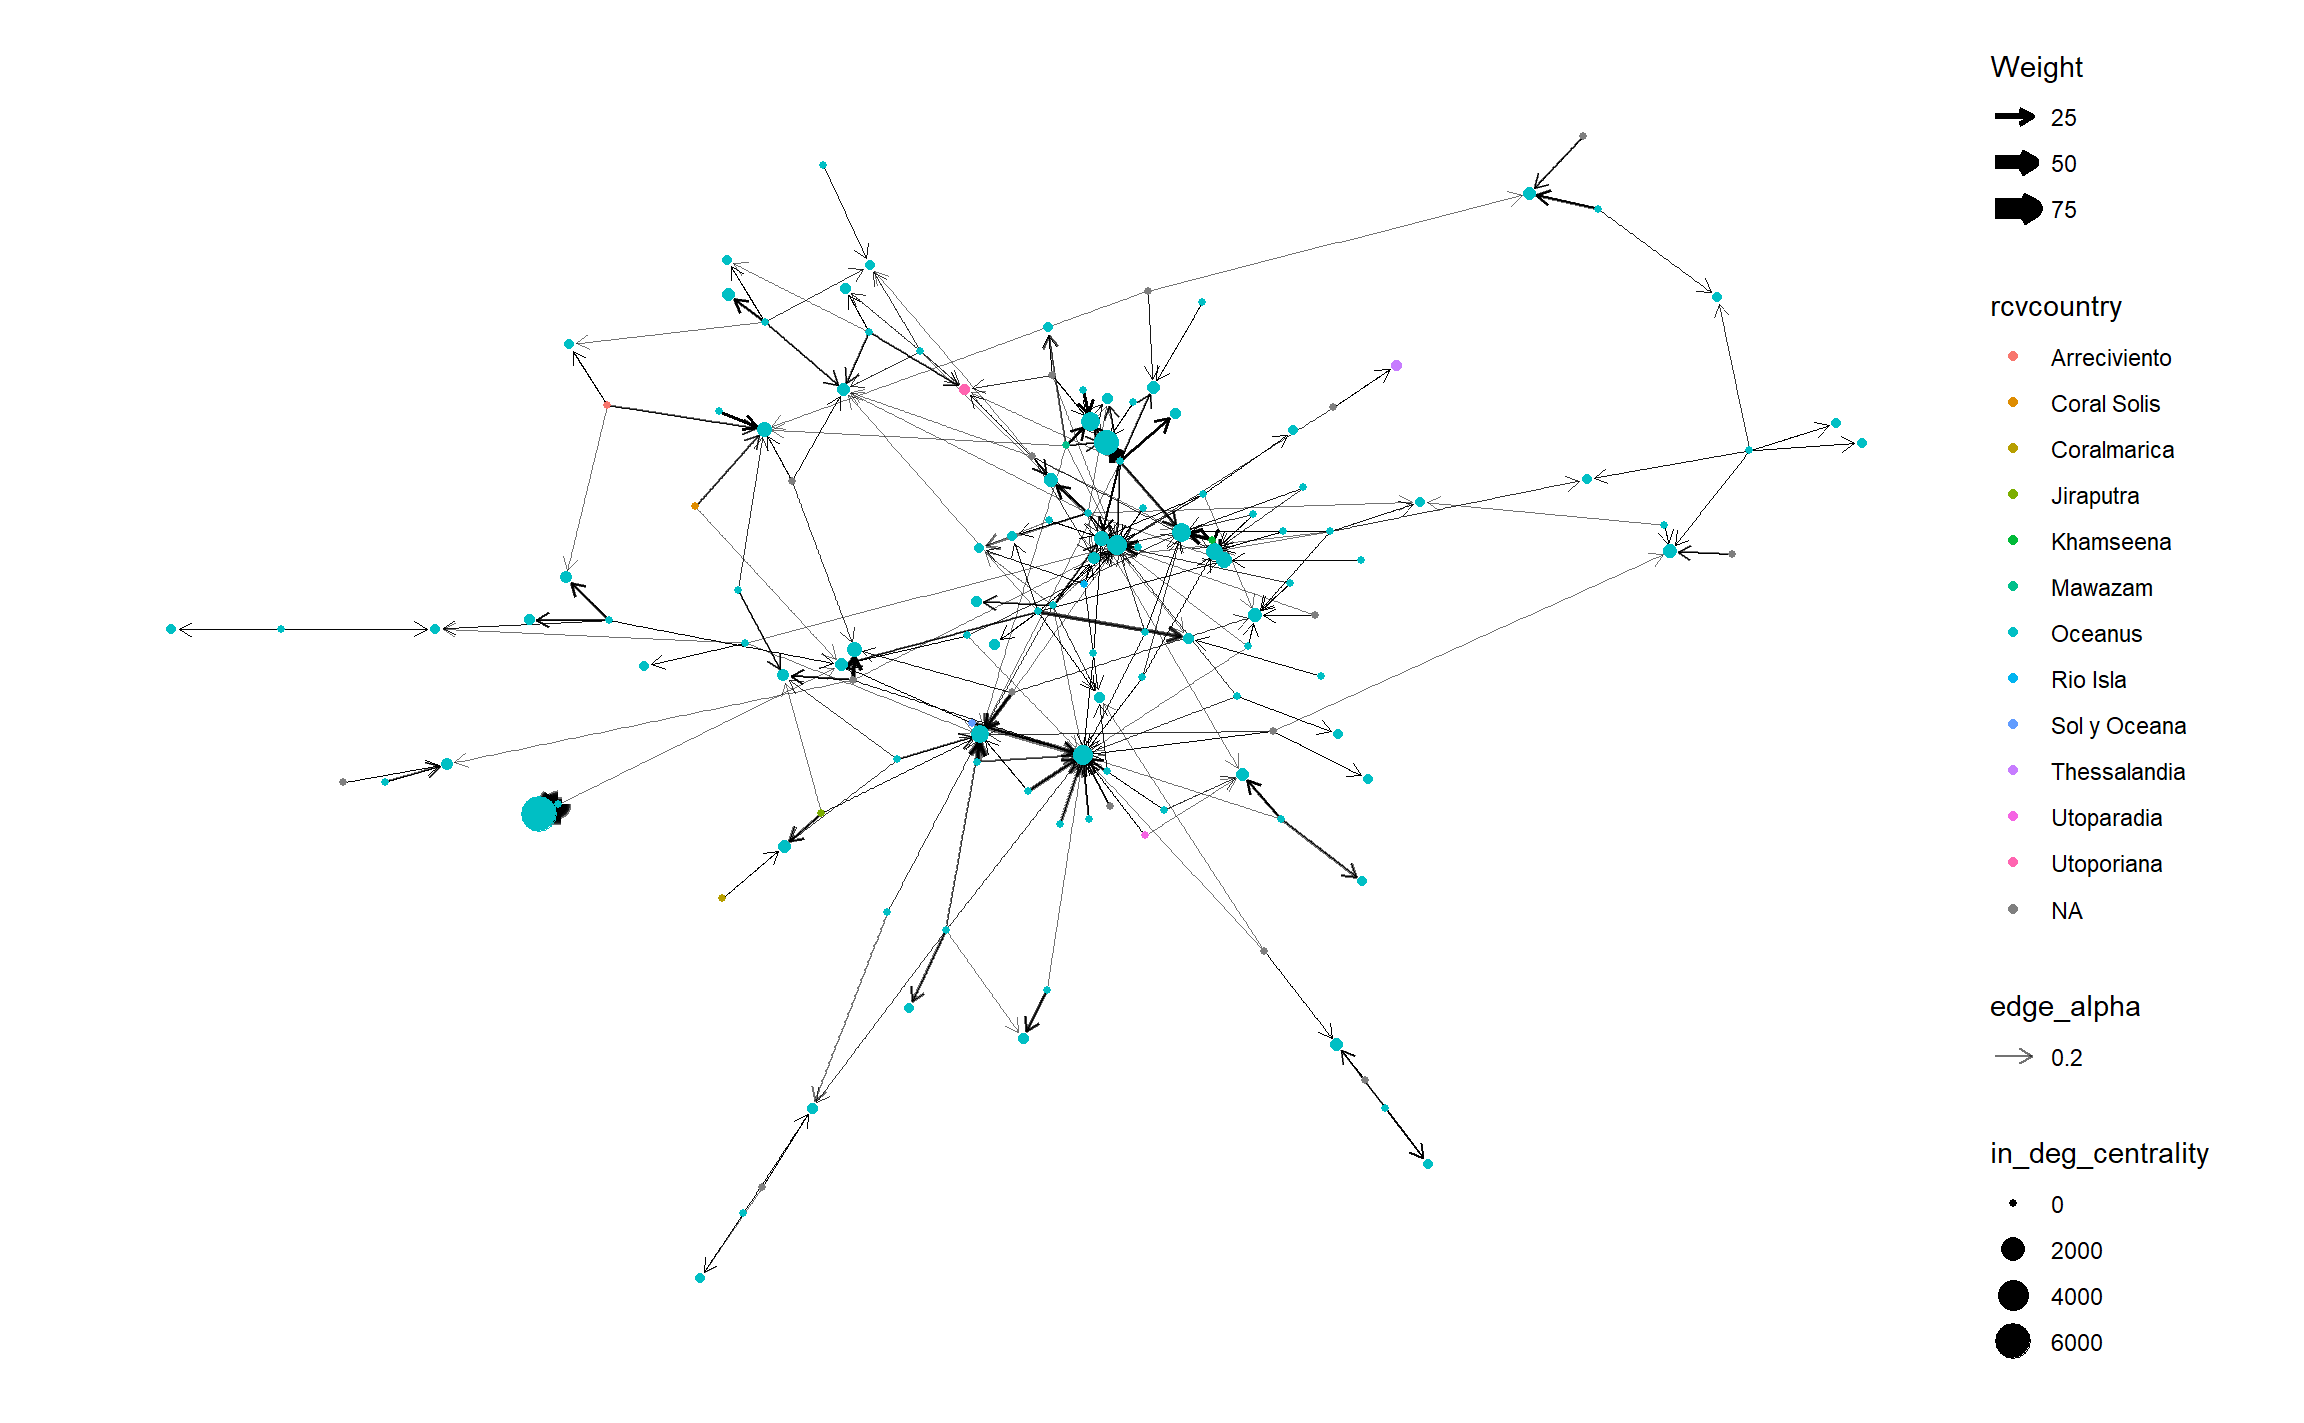 Weight
25
50
75
rcvcountry
Arreciviento
Coral Solis
Coralmarica
Jiraputra
Khamseena
Mawazam
Oceanus
Rio Isla
Sol y Oceana
Thessalandia
Utoparadia
Utoporiana
NA
edge_alpha
0.2
in_deg_centrality
0
2000
4000
6000